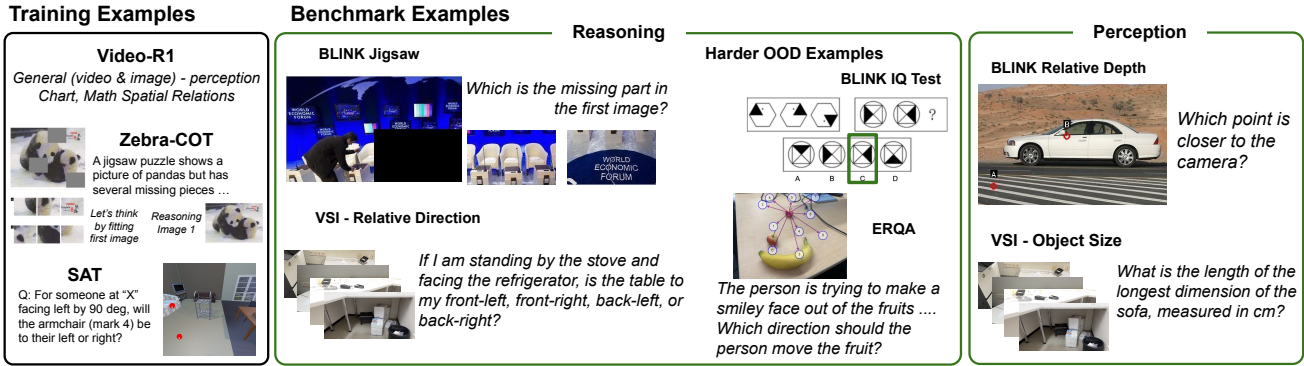 Training Examples
Benchmark Examples
Video-R1
General (video & image) - perception
Chart, Math Spatial Relations
Zebra-COT
A jigsaw puzzle shows a
picture of pandas but has
several missing pieces …
Let's think
by fitting
first image
Reasoning
Image 1
SAT
Q: For someone at “X”
facing left by 90 deg, will
the armchair (mark 4) be
to their left or right?
Reasoning
BLINK Jigsaw
WORLD
ECONOMIC
FORUM
Which is the missing part in
the first image?
WORLD
ECONOMIC
FORUM
VSI - Relative Direction
If I am standing by the stove and
facing the refrigerator, is the table to
my front-left, front-right, back-left, or
back-right?
Harder OOD Examples
BLINK IQ Test
?
A B C D
ERQA
The person is trying to make a
smiley face out of the fruits ....
Which direction should the
person move the fruit?
Perception
BLINK Relative Depth
B
A
Which point is
closer to the
camera?
VSI - Object Size
What is the length of the
longest dimension of the
sofa, measured in cm?